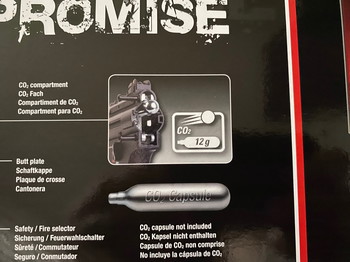 PROMISE
CO₂ compartment
CO₂ Fach
Compartiment de CO₂
Compartmento para CO₂
CO₂
12 g
Butt plate
Schaftkappe
Plaque de crosse
Cantonera
CO₂ Capsule
Safety / Fire selector
Sicherung / Feuerwahlschalter
Sûreté / Commutateur
Seguro / Conmutador
CO₂ capsule not included
CO₂ Kapsel nicht enthalten
Capsule de CO₂ non comprise
No incluye la cápsula de CO₂